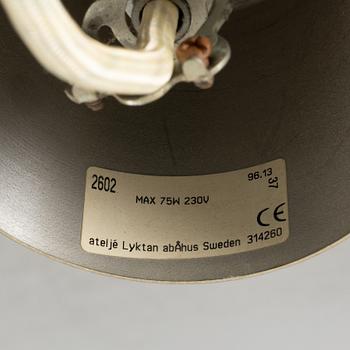 2602
96.13
37
MAX 75W 230V
CE
ateljé Lyktan abÅhus Sweden 314260